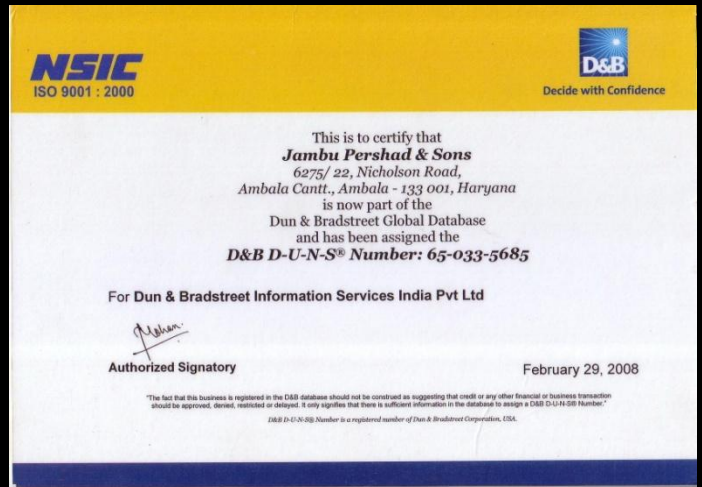 NSIC
ISO 9001 : 2000
D&B
Decide with Confidence
This is to certify that
Jambu Pershad & Sons
6275/ 22, Nicholson Road,
Ambala Cantt., Ambala - 133 001, Haryana
is now part of the
Dun & Bradstreet Global Database
and has been assigned the
D&B D-U-N-S® Number: 65-033-5685
For Dun & Bradstreet Information Services India Pvt Ltd
Mohan
Authorized Signatory
February 29, 2008
"The fact that this business is registered in the D&B database should not be construed as suggesting that credit or any other financial or business transaction
should be approved, denied, restricted or delayed. It only signifies that there is sufficient information in the database to assign a D&B D-U-N-S® Number."
D&B D-U-N-S® Number is a registered number of Dun & Bradstreet Corporation, USA.